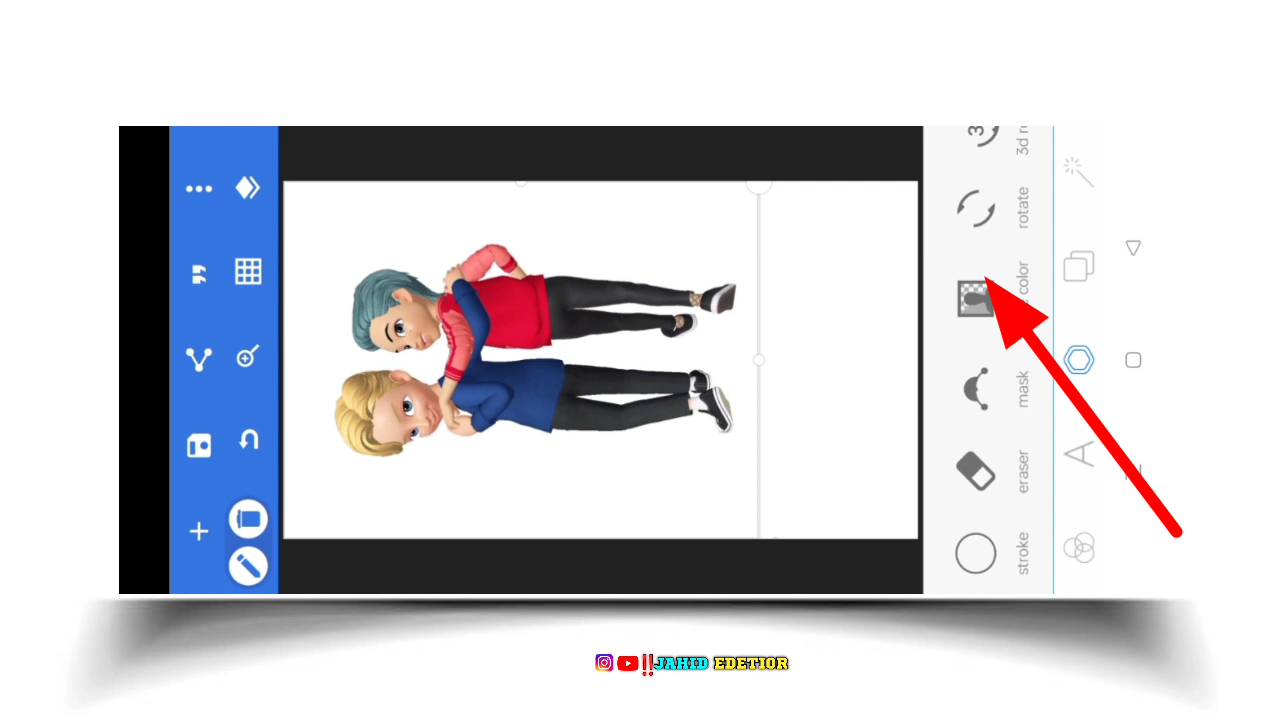 3d r
rotate
color
mask
eraser
stroke
‼️JAHID EDETIOR